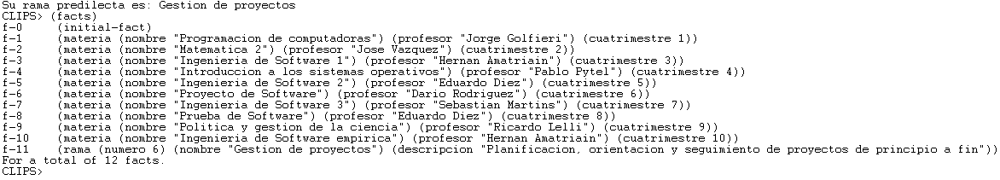 Su rama predilecta es: Gestion de proyectos
CLIPS> (facts)
f-0     (initial-fact)
f-1     (materia (nombre "Programacion de computadoras") (profesor "Jorge Golfieri") (cuatrimestre 1))
f-2     (materia (nombre "Matematica 2") (profesor "Jose Vazquez") (cuatrimestre 2))
f-3     (materia (nombre "Ingenieria de Software 1") (profesor "Hernan Amatriain") (cuatrimestre 3))
f-4     (materia (nombre "Introduccion a los sistemas operativos") (profesor "Pablo Pytel") (cuatrimestre 4))
f-5     (materia (nombre "Ingenieria de Software 2") (profesor "Eduardo Diez") (cuatrimestre 5))
f-6     (materia (nombre "Proyecto de Software") (profesor "Dario Rodriguez") (cuatrimestre 6))
f-7     (materia (nombre "Ingenieria de Software 3") (profesor "Sebastian Martins") (cuatrimestre 7))
f-8     (materia (nombre "Prueba de Software") (profesor "Eduardo Diez") (cuatrimestre 8))
f-9     (materia (nombre "Politica y gestion de la ciencia") (profesor "Ricardo Lelli") (cuatrimestre 9))
f-10    (materia (nombre "Ingenieria de Software empirica") (profesor "Hernan Amatriain") (cuatrimestre 10))
f-11    (rama (numero 6) (nombre "Gestion de proyectos") (descripcion "Planificacion, orientacion y seguimiento de proyectos de principio a fin"))
For a total of 12 facts.
CLIPS>